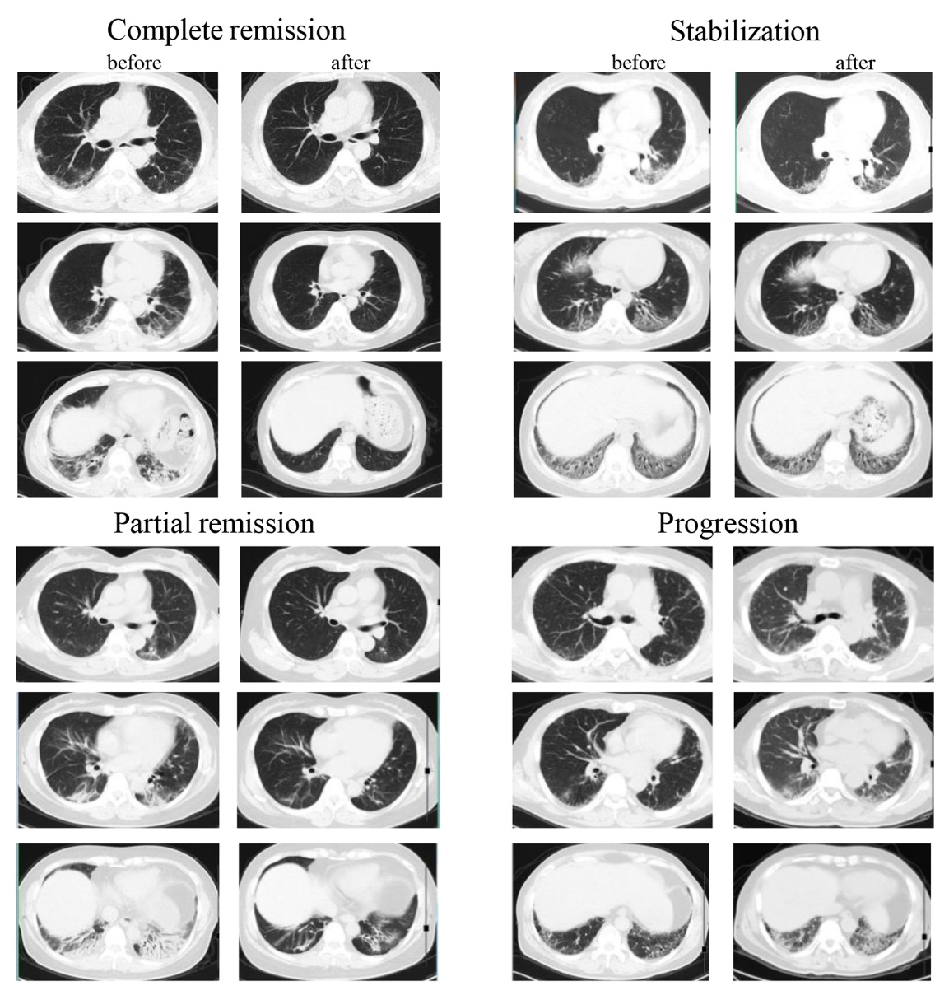 Complete remission
before after
Stabilization
before after
Partial remission
Progression